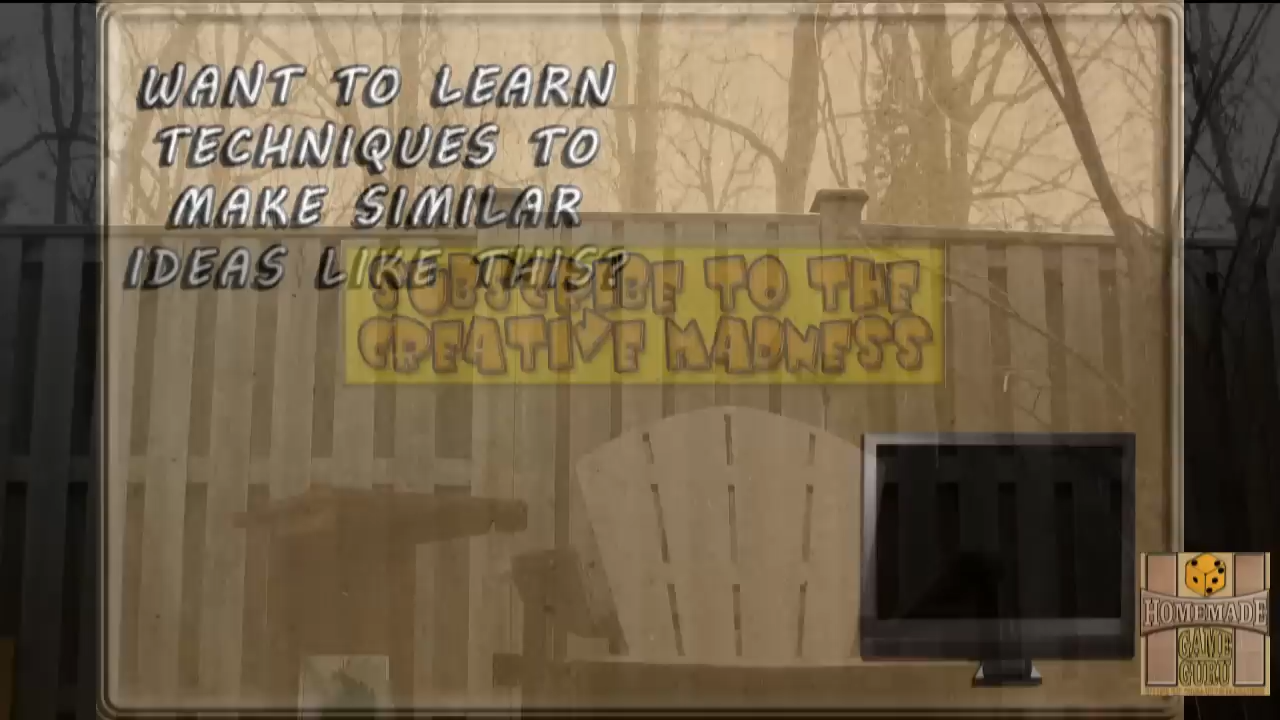 WANT TO LEARN
TECHNIQUES TO
MAKE SIMILAR
IDEAS LIKE THIS?
SUBSCRIBE TO THE
CREATIVE MADNESS
HOMEMADE
GAME
GURU